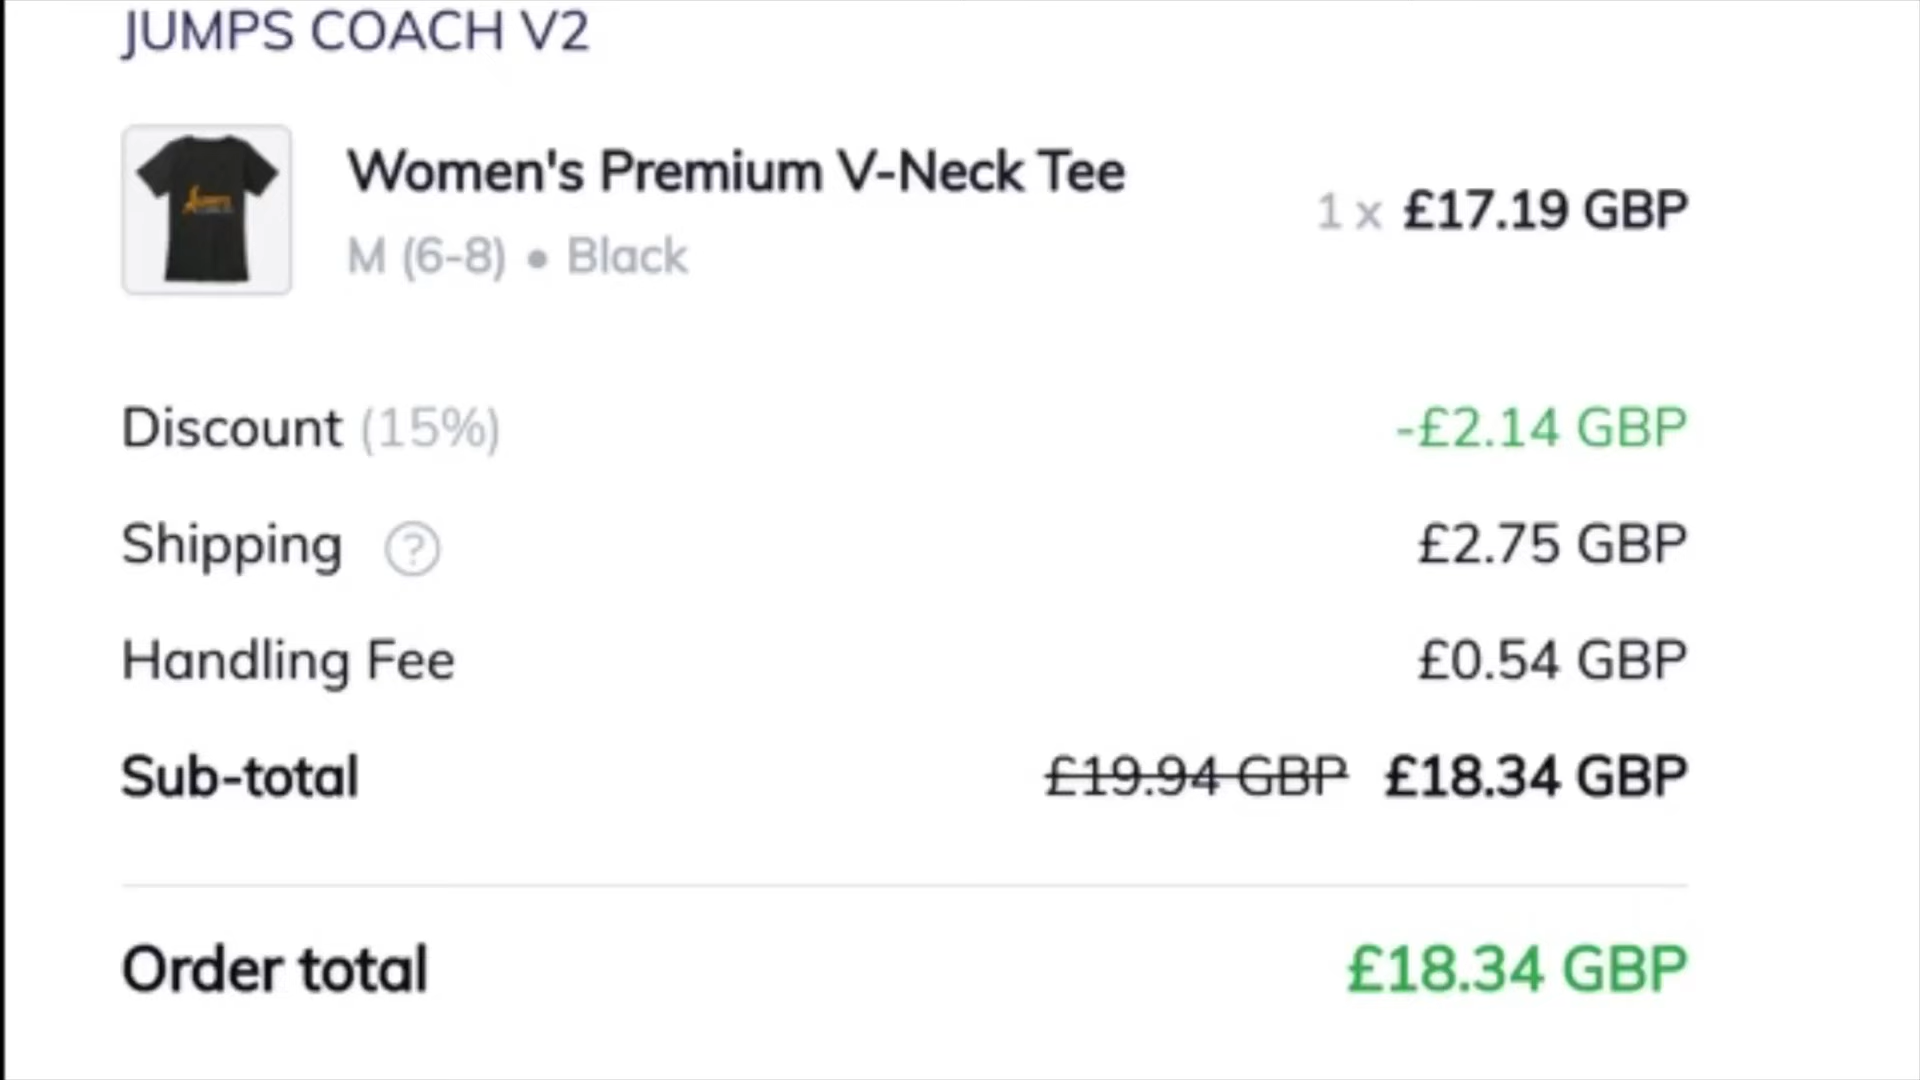 JUMPS COACH V2
Women's Premium V-Neck Tee
1 x £17.19 GBP
M (6-8) • Black
Discount (15%) -£2.14 GBP
Shipping ? £2.75 GBP
Handling Fee £0.54 GBP
Sub-total £19.94 GBP £18.34 GBP
Order total £18.34 GBP